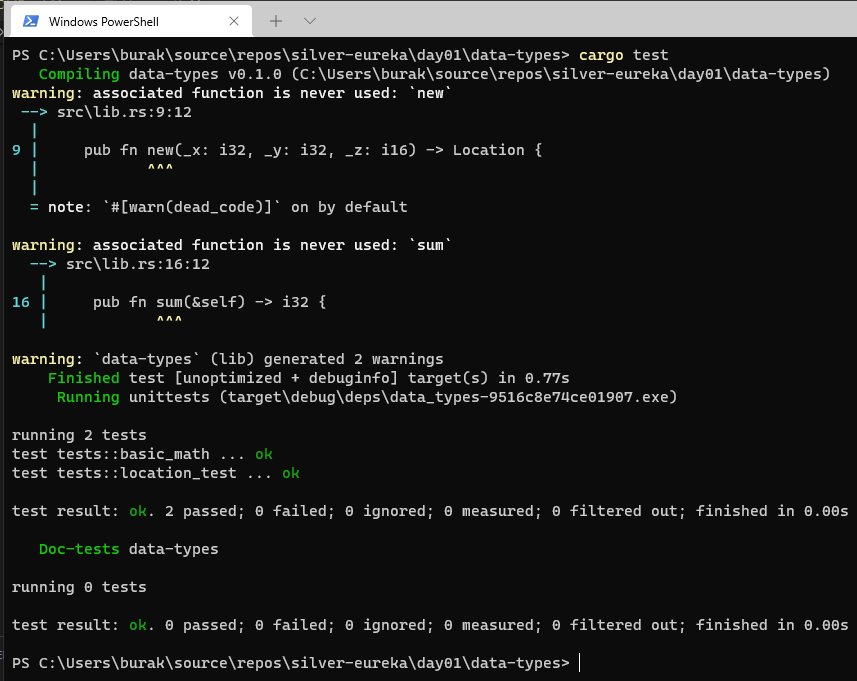 Windows PowerShell
PS C:\Users\burak\source\repos\silver-eureka\day01\data-types> cargo test
   Compiling data-types v0.1.0 (C:\Users\burak\source\repos\silver-eureka\day01\data-types)
warning: associated function is never used: `new`
 --> src\lib.rs:9:12
  |
9 |     pub fn new(_x: i32, _y: i32, _z: i16) -> Location {
  |            ^^^
  |
  = note: `#[warn(dead_code)]` on by default

warning: associated function is never used: `sum`
  --> src\lib.rs:16:12
   |
16 |     pub fn sum(&self) -> i32 {
   |            ^^^

warning: `data-types` (lib) generated 2 warnings
    Finished test [unoptimized + debuginfo] target(s) in 0.77s
     Running unittests (target\debug\deps\data_types-9516c8e74ce01907.exe)

running 2 tests
test tests::basic_math ... ok
test tests::location_test ... ok

test result: ok. 2 passed; 0 failed; 0 ignored; 0 measured; 0 filtered out; finished in 0.00s

   Doc-tests data-types

running 0 tests

test result: ok. 0 passed; 0 failed; 0 ignored; 0 measured; 0 filtered out; finished in 0.00s

PS C:\Users\burak\source\repos\silver-eureka\day01\data-types>